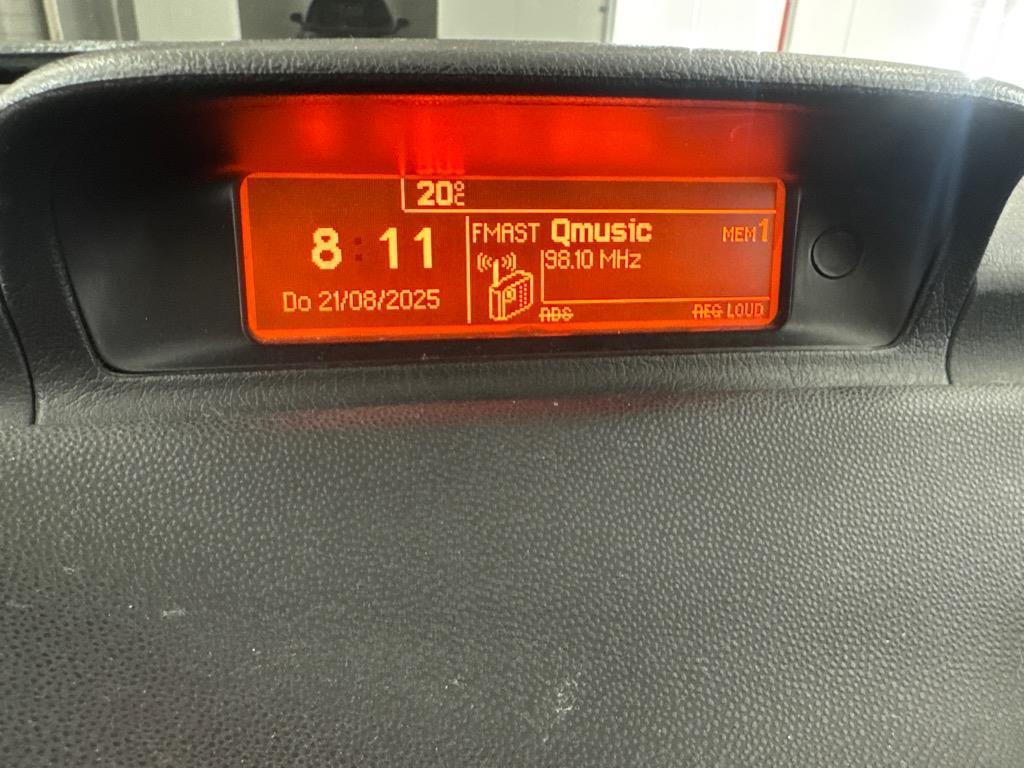 20°C
8:11
Do 21/08/2025
FMAST Qmusic MEM1
98.10 MHz
RDS REG LOUD